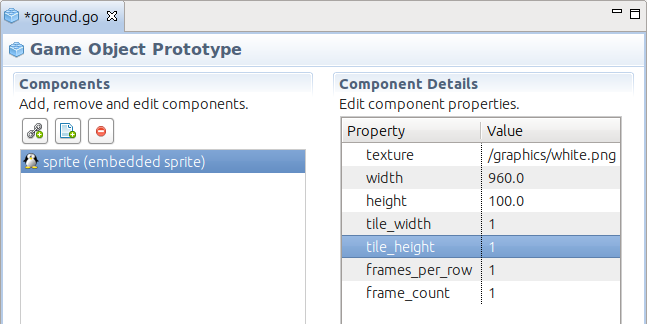 *ground.go
Game Object Prototype
Components
Add, remove and edit components.
sprite (embedded sprite)
Component Details
Edit component properties.
Property Value
texture /graphics/white.png
width 960.0
height 100.0
tile_width 1
tile_height 1
frames_per_row 1
frame_count 1